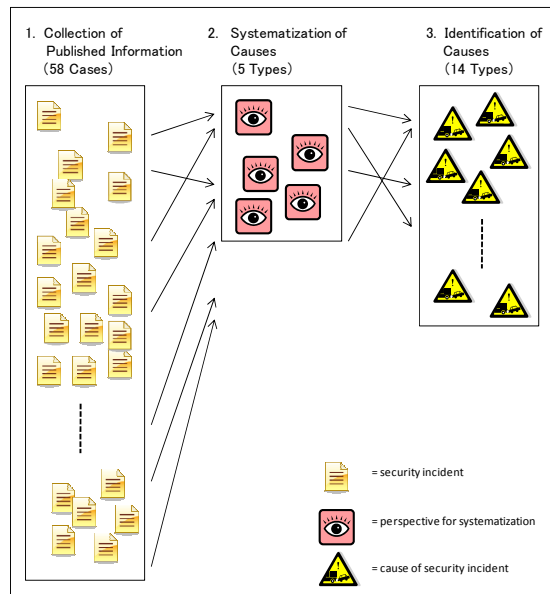 1. Collection of
Published Information
(58 Cases)
2. Systematization of
Causes
(5 Types)
3. Identification of
Causes
(14 Types)
= security incident
= perspective for systematization
= cause of security incident